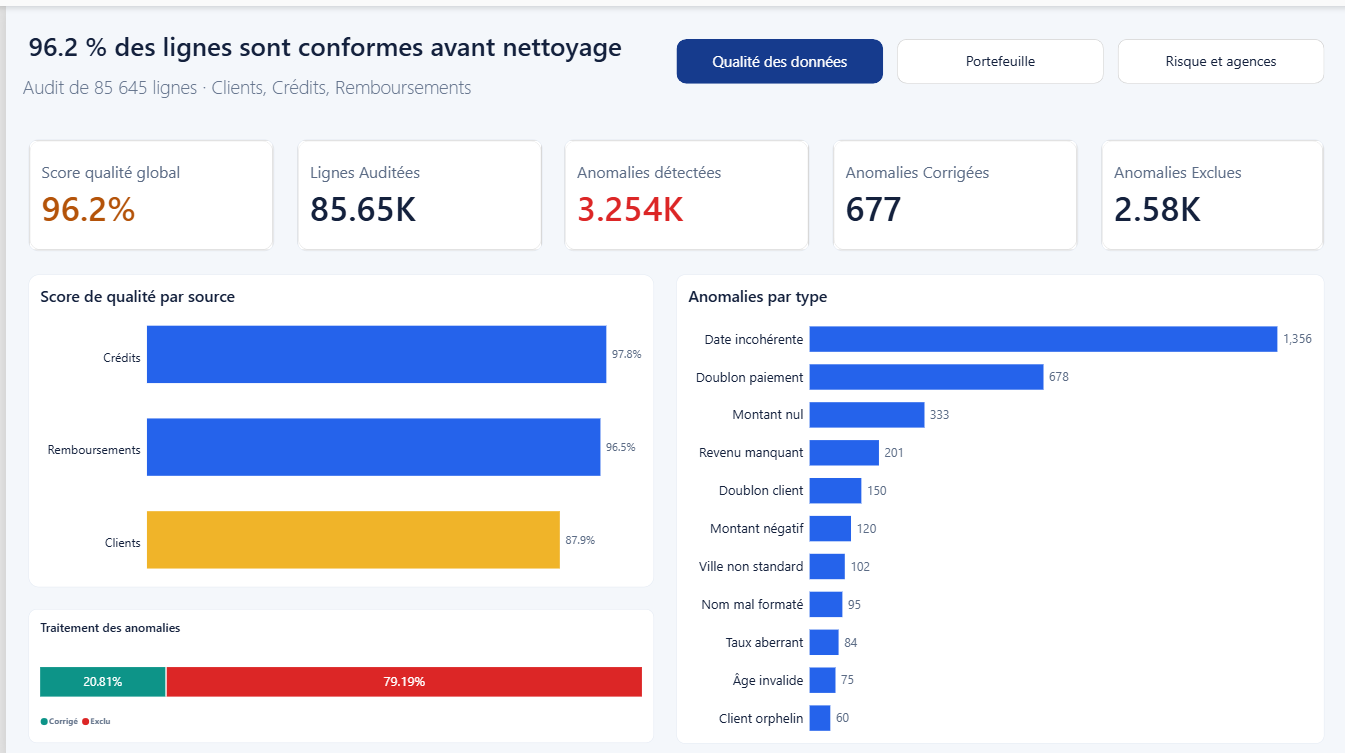 96.2 % des lignes sont conformes avant nettoyage
Audit de 85 645 lignes · Clients, Crédits, Remboursements
Qualité des données
Portefeuille
Risque et agences
Score qualité global
96.2%
Lignes Auditées
85.65K
Anomalies détectées
3.254K
Anomalies Corrigées
677
Anomalies Exclues
2.58K
Score de qualité par source
Crédits
97.8%
Remboursements
96.5%
Clients
87.9%
Traitement des anomalies
20.81%
79.19%
Corrigé
Exclu
Anomalies par type
Date incohérente
1,356
Doublon paiement
678
Montant nul
333
Revenu manquant
201
Doublon client
150
Montant négatif
120
Ville non standard
102
Nom mal formaté
95
Taux aberrant
84
Âge invalide
75
Client orphelin
60